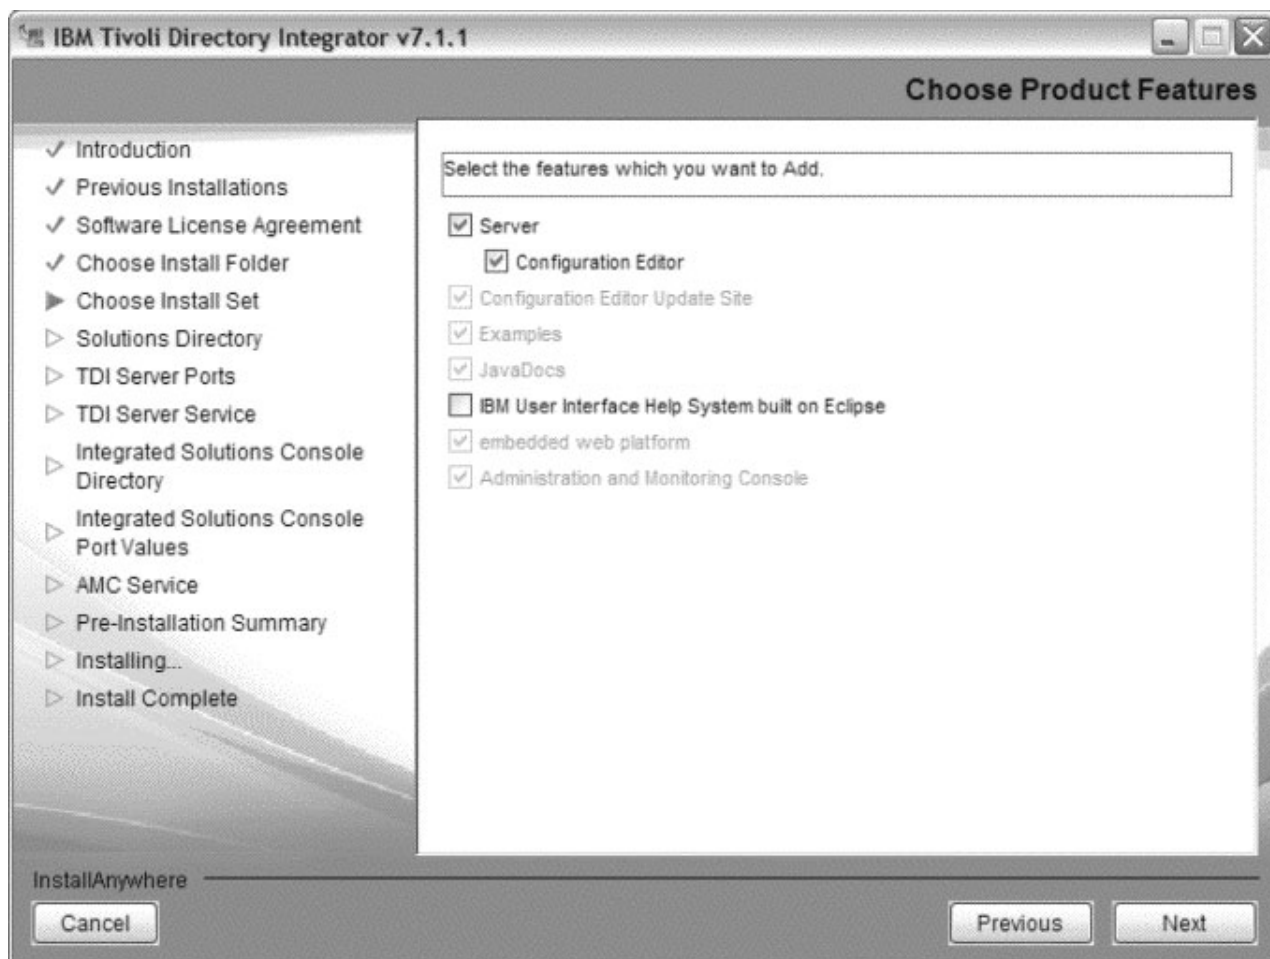 IBM Tivoli Directory Integrator v7.1.1
Choose Product Features
Introduction
Previous Installations
Software License Agreement
Choose Install Folder
Choose Install Set
Solutions Directory
TDI Server Ports
TDI Server Service
Integrated Solutions Console
Directory
Integrated Solutions Console
Port Values
AMC Service
Pre-Installation Summary
Installing...
Install Complete
Select the features which you want to Add.
Server
Configuration Editor
Configuration Editor Update Site
Examples
JavaDocs
IBM User Interface Help System built on Eclipse
embedded web platform
Administration and Monitoring Console
InstallAnywhere
Cancel
Previous
Next